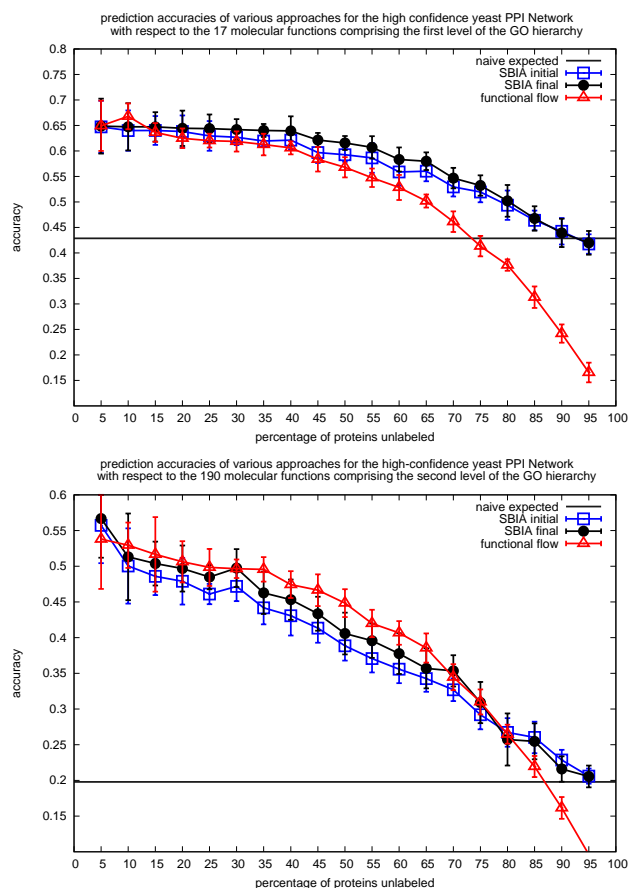 prediction accuracies of various approaches for the high confidence yeast PPI Network
with respect to the 17 molecular functions comprising the first level of the GO hierarchy
0.8
0.75
0.7
0.65
0.6
0.55
0.5
0.45
0.4
0.35
0.3
0.25
0.2
0.15
accuracy
naive expected
SBIA initial
SBIA final
functional flow
0 5 10 15 20 25 30 35 40 45 50 55 60 65 70 75 80 85 90 95 100
percentage of proteins unlabeled
prediction accuracies of various approaches for the high-confidence yeast PPI Network
with respect to the 190 molecular functions comprising the second level of the GO hierarchy
0.6
0.55
0.5
0.45
0.4
0.35
0.3
0.25
0.2
0.15
accuracy
naive expected
SBIA initial
SBIA final
functional flow
0 5 10 15 20 25 30 35 40 45 50 55 60 65 70 75 80 85 90 95 100
percentage of proteins unlabeled